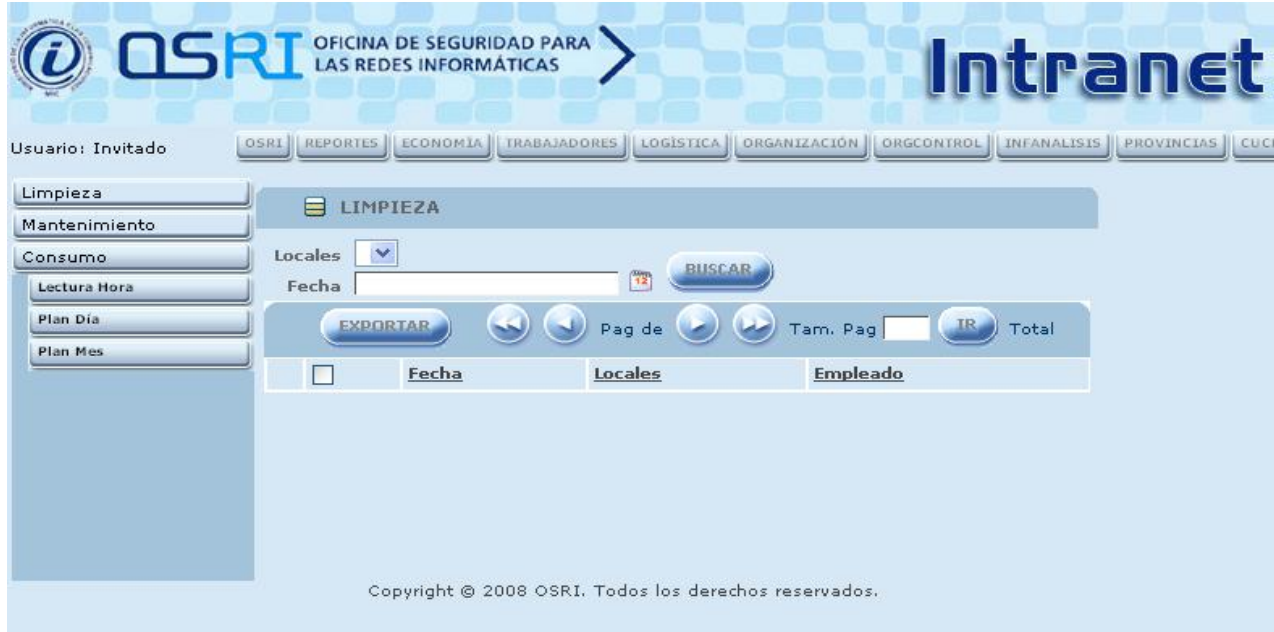 OSRI OFICINA DE SEGURIDAD PARA
LAS REDES INFORMÁTICAS
Intranet
Usuario: Invitado
OSRI REPORTES ECONOMÍA TRABAJADORES LOGÌSTICA ORGANIZACIÓN ORGCONTROL INFANALISIS PROVINCIAS
Limpieza
Mantenimiento
Consumo
Lectura Hora
Plan Día
Plan Mes
LIMPIEZA
Locales
Fecha 12 BUSCAR
EXPORTAR Pag de Tam. Pag IR Total
Fecha Locales Empleado
Copyright © 2008 OSRI. Todos los derechos reservados.